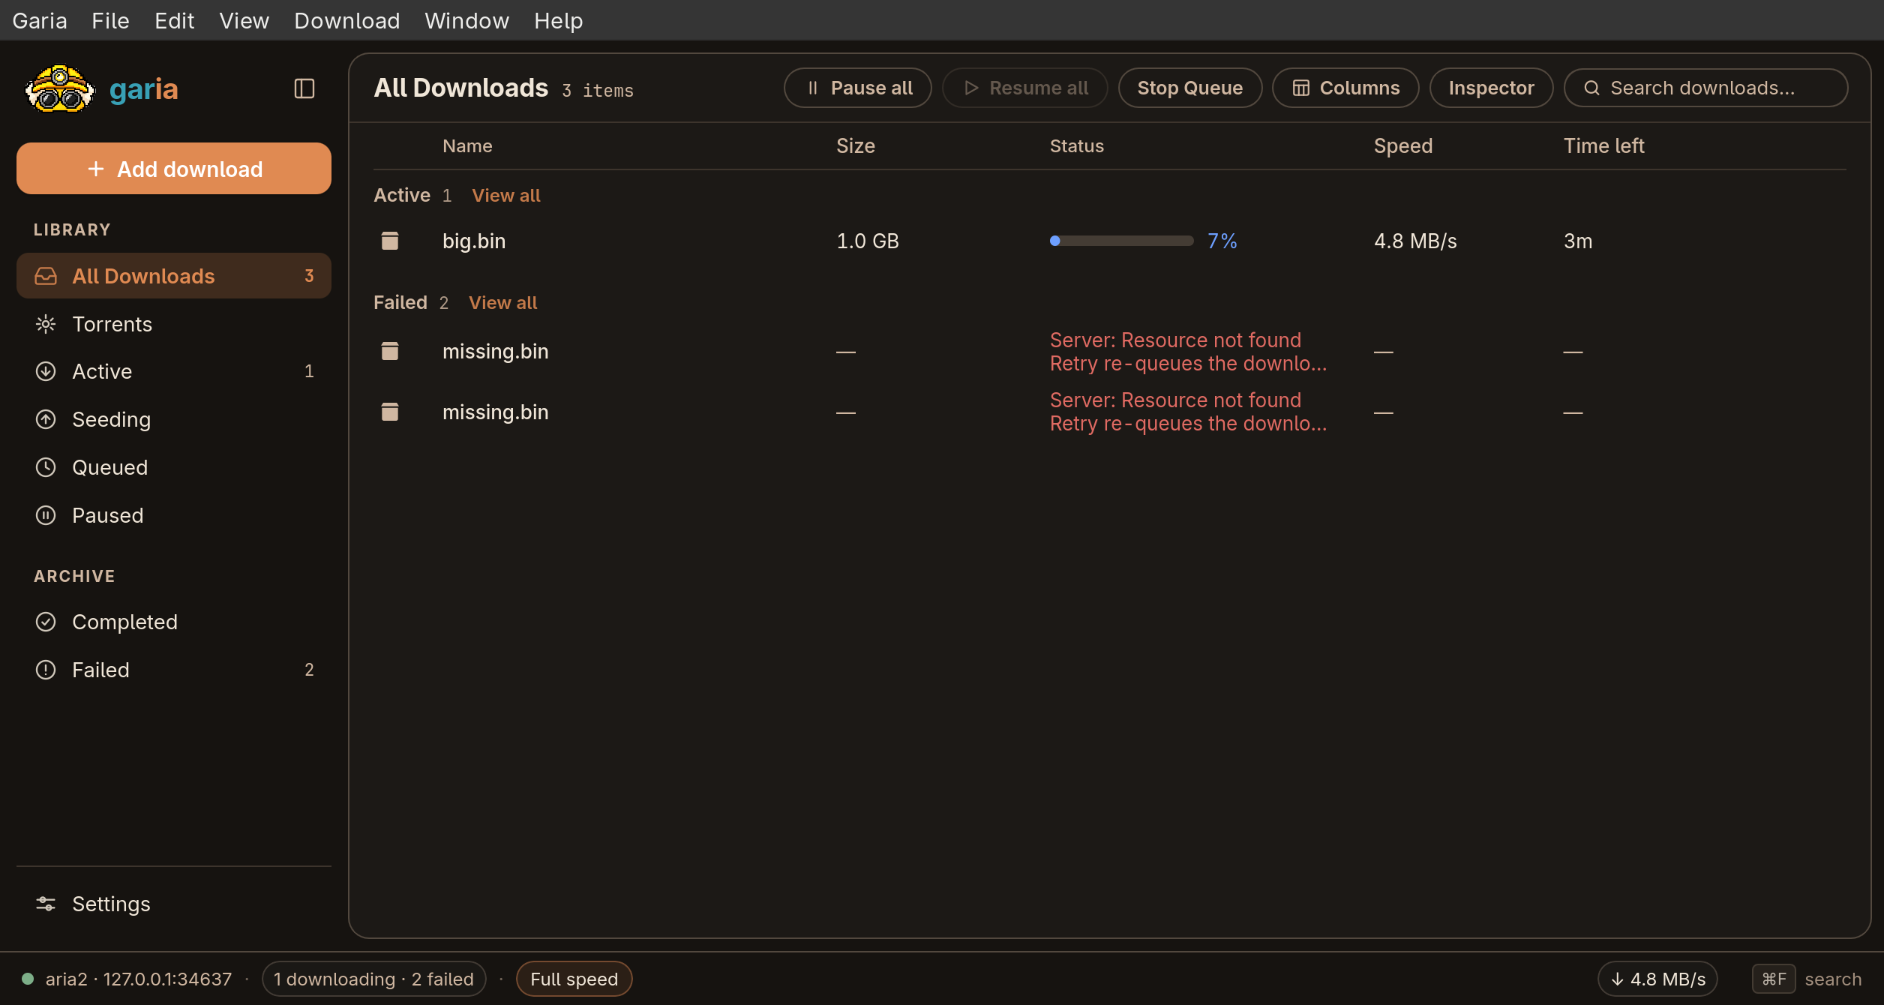 Garia File Edit View Download Window Help
garia
All Downloads 3 items
Pause all
Resume all
Stop Queue
Columns
Inspector
Search downloads...
+ Add download
LIBRARY
All Downloads 3
Torrents
Active 1
Seeding
Queued
Paused
ARCHIVE
Completed
Failed 2
Settings
Name Size Status Speed Time left
Active 1 View all
big.bin 1.0 GB 7% 4.8 MB/s 3m
Failed 2 View all
missing.bin — Server: Resource not found — —
Retry re-queues the downlo...
missing.bin — Server: Resource not found — —
Retry re-queues the downlo...
aria2 · 127.0.0.1:34637 · 1 downloading · 2 failed · Full speed
↓ 4.8 MB/s
⌘F search